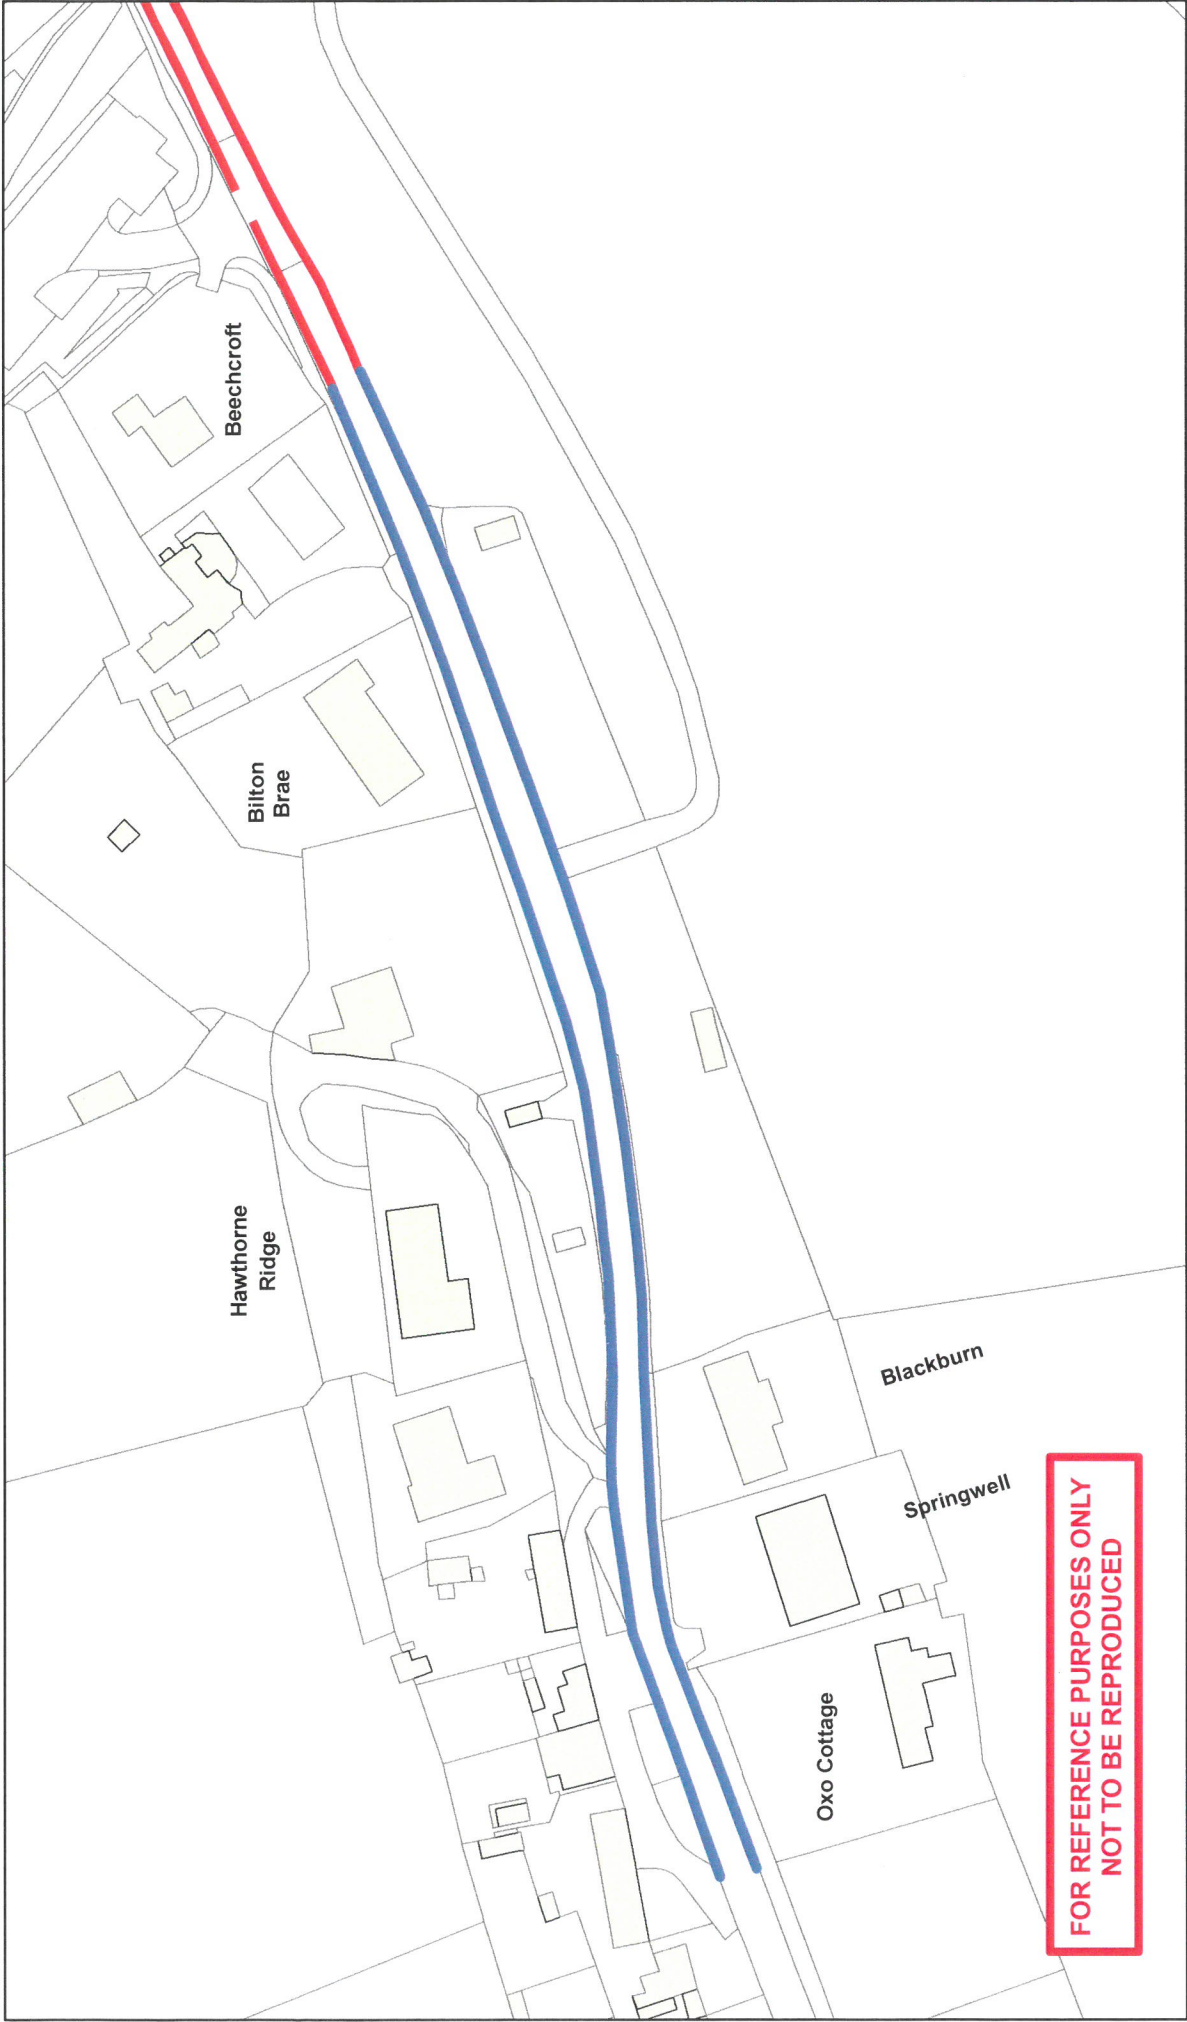 Beechcroft
Bilton
Brae
Hawthorne
Ridge
Blackburn
Springwell
Oxo Cottage
FOR REFERENCE PURPOSES ONLY
NOT TO BE REPRODUCED